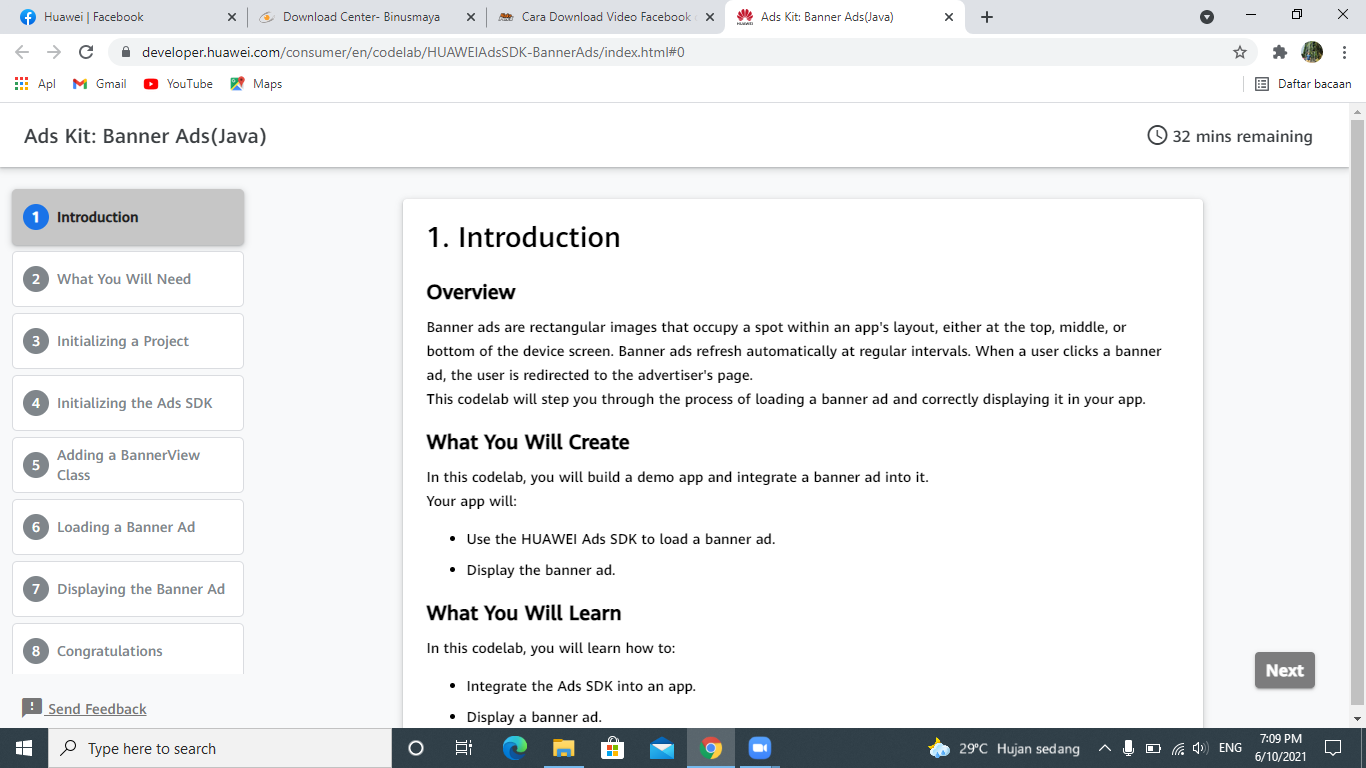 Huawei | Facebook
Download Center- Binusmaya
Cara Download Video Facebook
Ads Kit: Banner Ads(Java)
developer.huawei.com/consumer/en/codelab/HUAWEIAdsSDK-BannerAds/index.html#0
Apl
Gmail
YouTube
Maps
Daftar bacaan
Ads Kit: Banner Ads(Java)
32 mins remaining
1 Introduction
2 What You Will Need
3 Initializing a Project
4 Initializing the Ads SDK
5 Adding a BannerView
Class
6 Loading a Banner Ad
7 Displaying the Banner Ad
8 Congratulations
Send Feedback
1. Introduction
Overview
Banner ads are rectangular images that occupy a spot within an app's layout, either at the top, middle, or
bottom of the device screen. Banner ads refresh automatically at regular intervals. When a user clicks a banner
ad, the user is redirected to the advertiser's page.
This codelab will step you through the process of loading a banner ad and correctly displaying it in your app.
What You Will Create
In this codelab, you will build a demo app and integrate a banner ad into it.
Your app will:
• Use the HUAWEI Ads SDK to load a banner ad.
• Display the banner ad.
What You Will Learn
In this codelab, you will learn how to:
• Integrate the Ads SDK into an app.
• Display a banner ad.
Next
Type here to search
29°C Hujan sedang
ENG
7:09 PM
6/10/2021